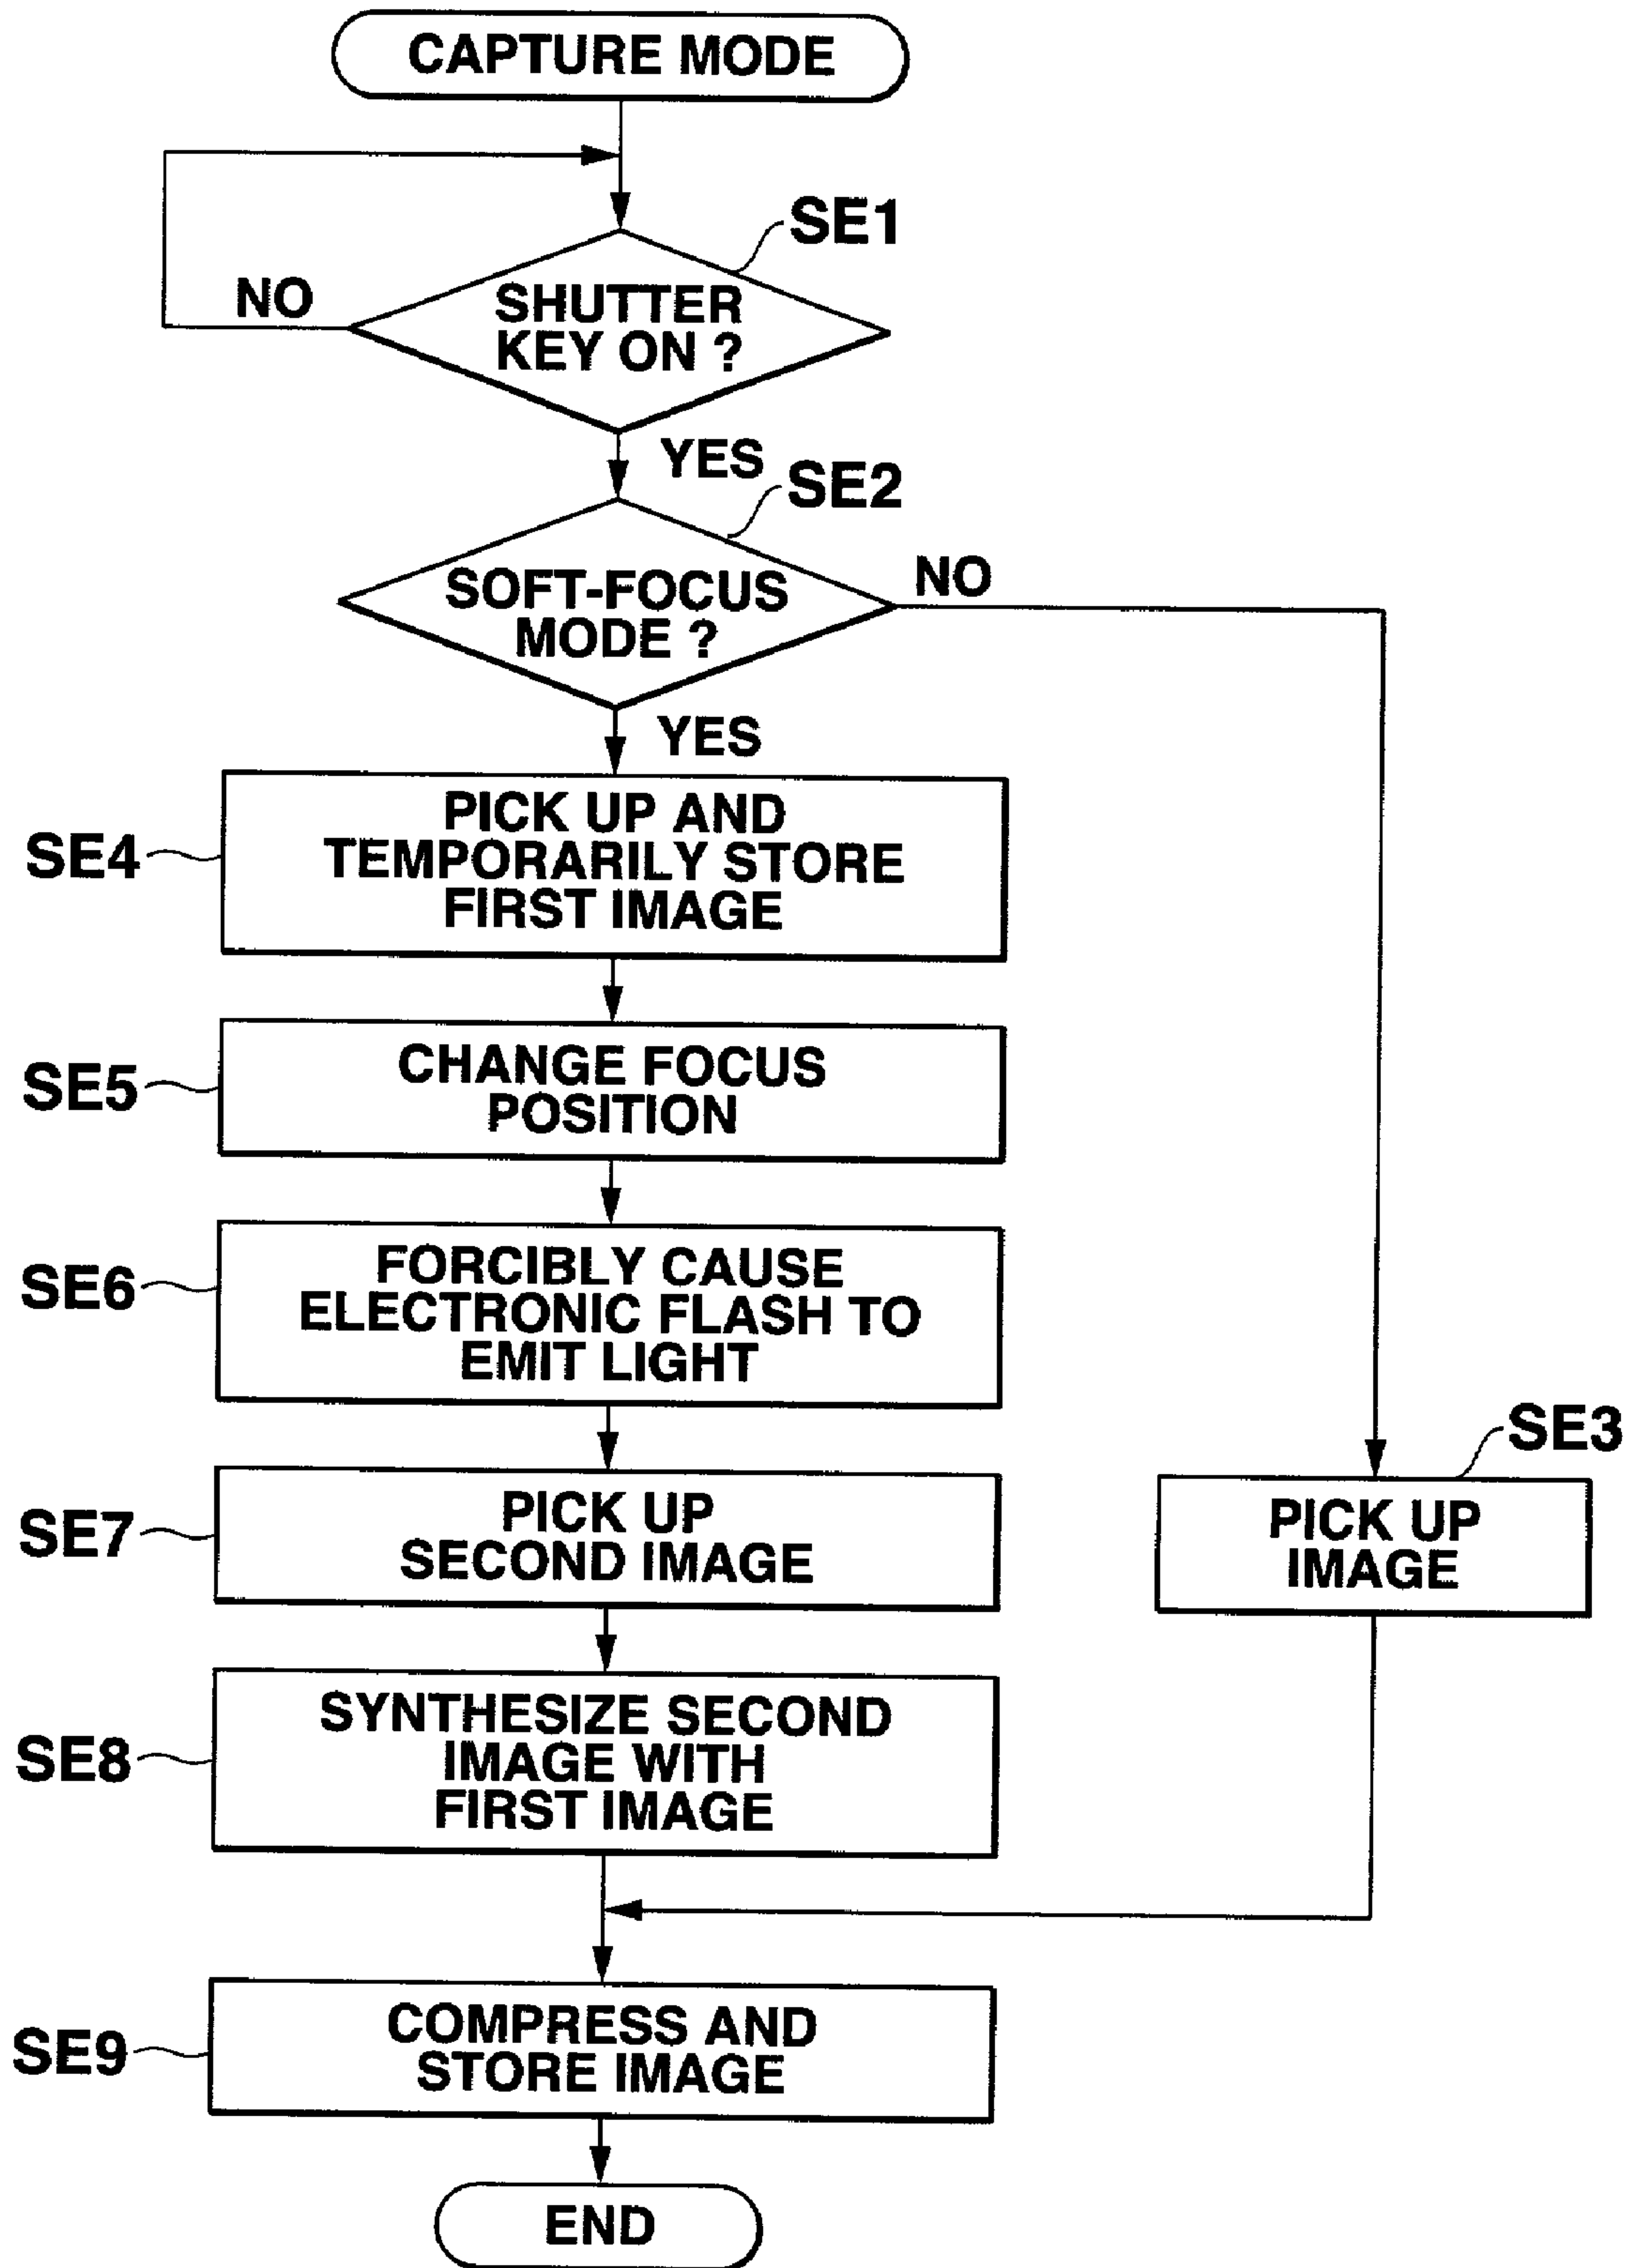 CAPTURE MODE
SE1
NO
SHUTTER
KEY ON ?
YES
SE2
NO
SOFT-FOCUS
MODE ?
YES
SE4
PICK UP AND
TEMPORARILY STORE
FIRST IMAGE
SE5
CHANGE FOCUS
POSITION
SE6
FORCIBLY CAUSE
ELECTRONIC FLASH TO
EMIT LIGHT
SE3
SE7
PICK UP
SECOND IMAGE
PICK UP
IMAGE
SE8
SYNTHESIZE SECOND
IMAGE WITH
FIRST IMAGE
SE9
COMPRESS AND
STORE IMAGE
END